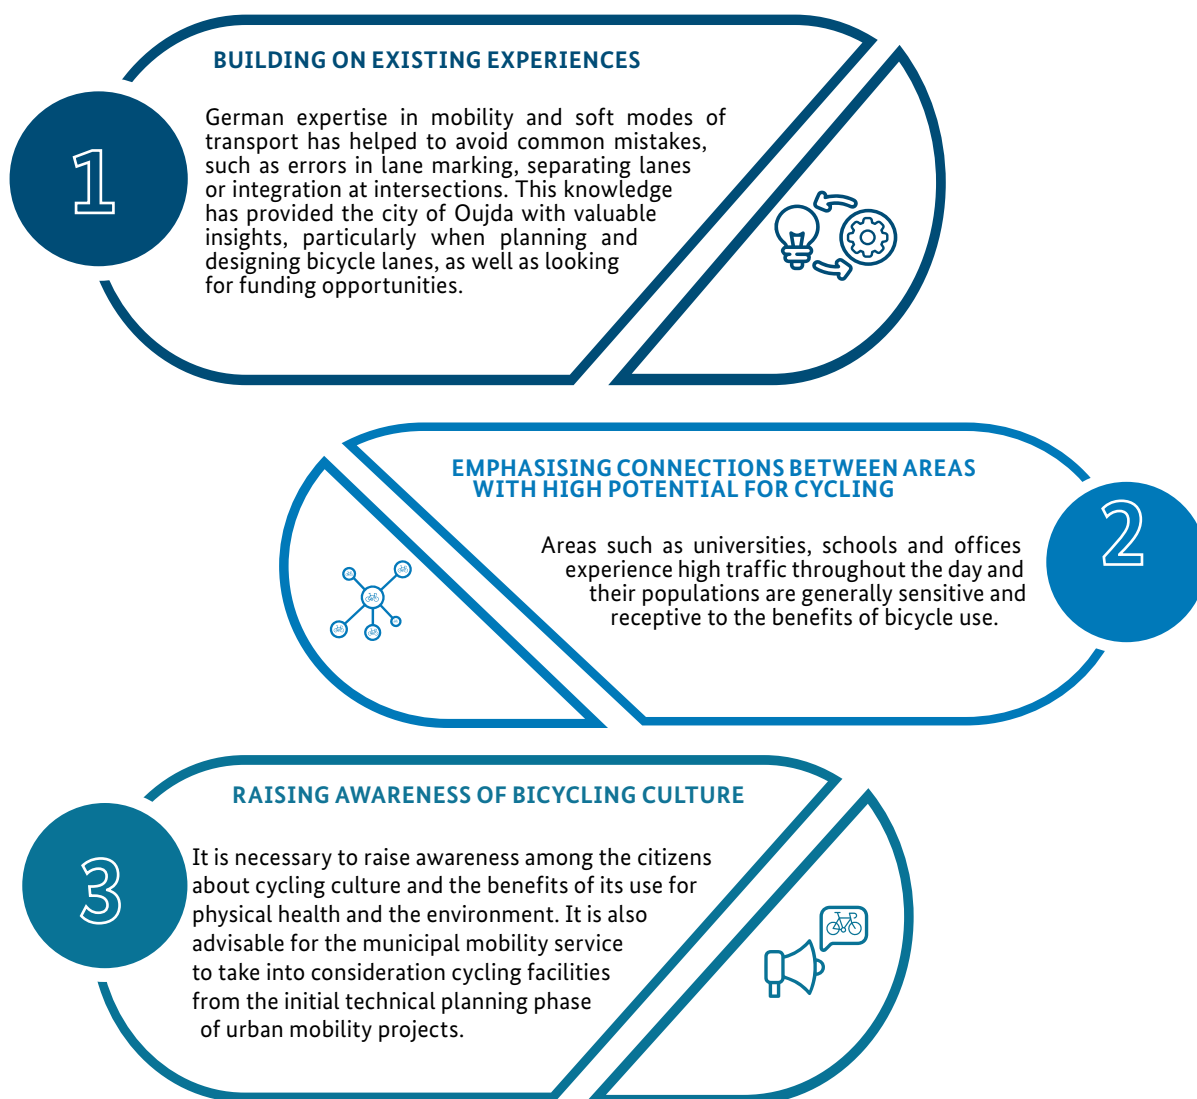 BUILDING ON EXISTING EXPERIENCES
1
German expertise in mobility and soft modes of
transport has helped to avoid common mistakes,
such as errors in lane marking, separating lanes
or integration at intersections. This knowledge
has provided the city of Oujda with valuable
insights, particularly when planning and
designing bicycle lanes, as well as looking
for funding opportunities.
EMPHASISING CONNECTIONS BETWEEN AREAS
WITH HIGH POTENTIAL FOR CYCLING
2
Areas such as universities, schools and offices
experience high traffic throughout the day and
their populations are generally sensitive and
receptive to the benefits of bicycle use.
RAISING AWARENESS OF BICYCLING CULTURE
3
It is necessary to raise awareness among the citizens
about cycling culture and the benefits of its use for
physical health and the environment. It is also
advisable for the municipal mobility service
to take into consideration cycling facilities
from the initial technical planning phase
of urban mobility projects.